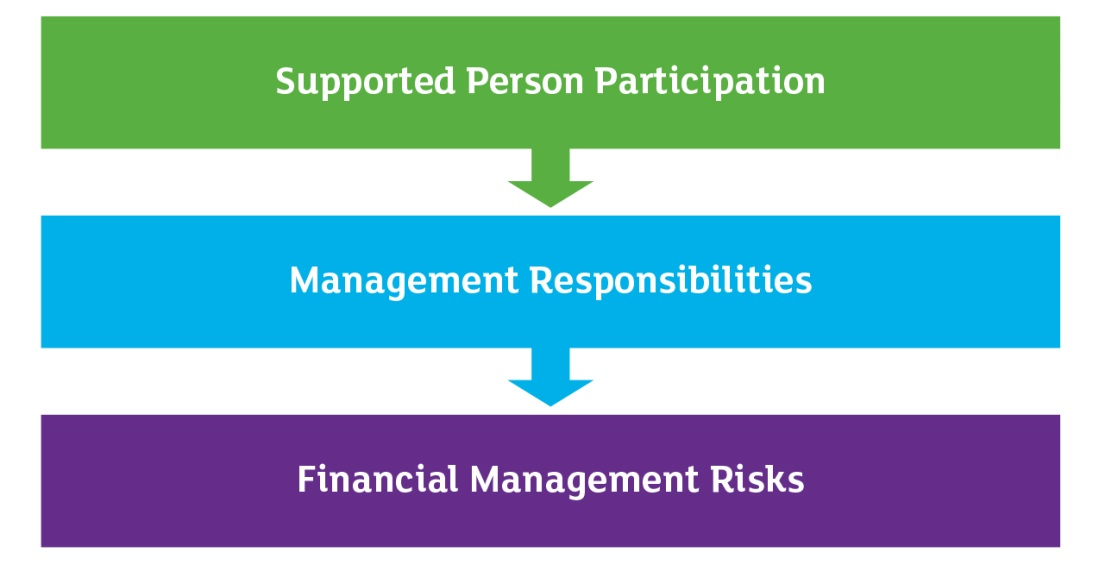 Supported Person Participation
Management Responsibilities
Financial Management Risks